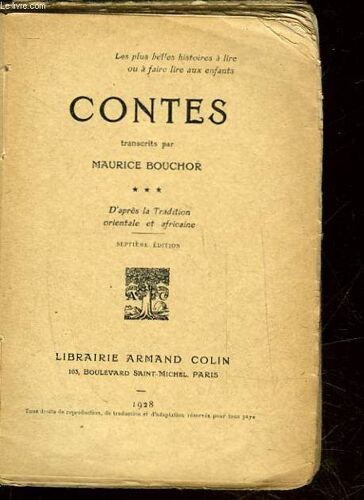 Les plus belles histoires à lire
ou à faire lire aux enfants
CONTES
transcrits par
MAURICE BOUCHOR
★ ★ ★
D'après la Tradition
orientale et africaine
SEPTIÈME ÉDITION
LIBRAIRIE ARMAND COLIN
103, BOULEVARD SAINT-MICHEL, PARIS
1928
Tous droits de reproduction, de traduction et d'adaptation réservés pour tous pays
www.le-livre.com